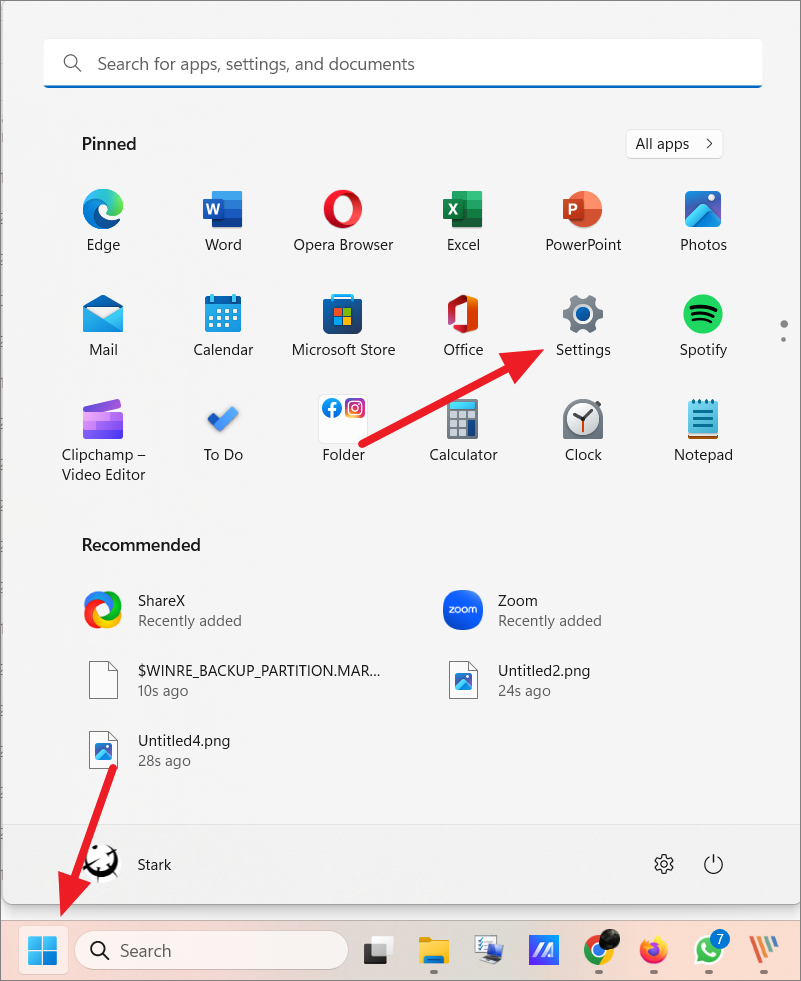 Search for apps, settings, and documents
Pinned
All apps
Edge
Word
Opera Browser
Excel
PowerPoint
Photos
Mail
Calendar
Microsoft Store
Office
Settings
Spotify
Clipchamp –
Video Editor
To Do
Folder
Calculator
Clock
Notepad
Recommended
ShareX
Recently added
zoom
Zoom
Recently added
$WINRE_BACKUP_PARTITION.MAR...
10s ago
Untitled2.png
24s ago
Untitled4.png
28s ago
Stark
Search
7